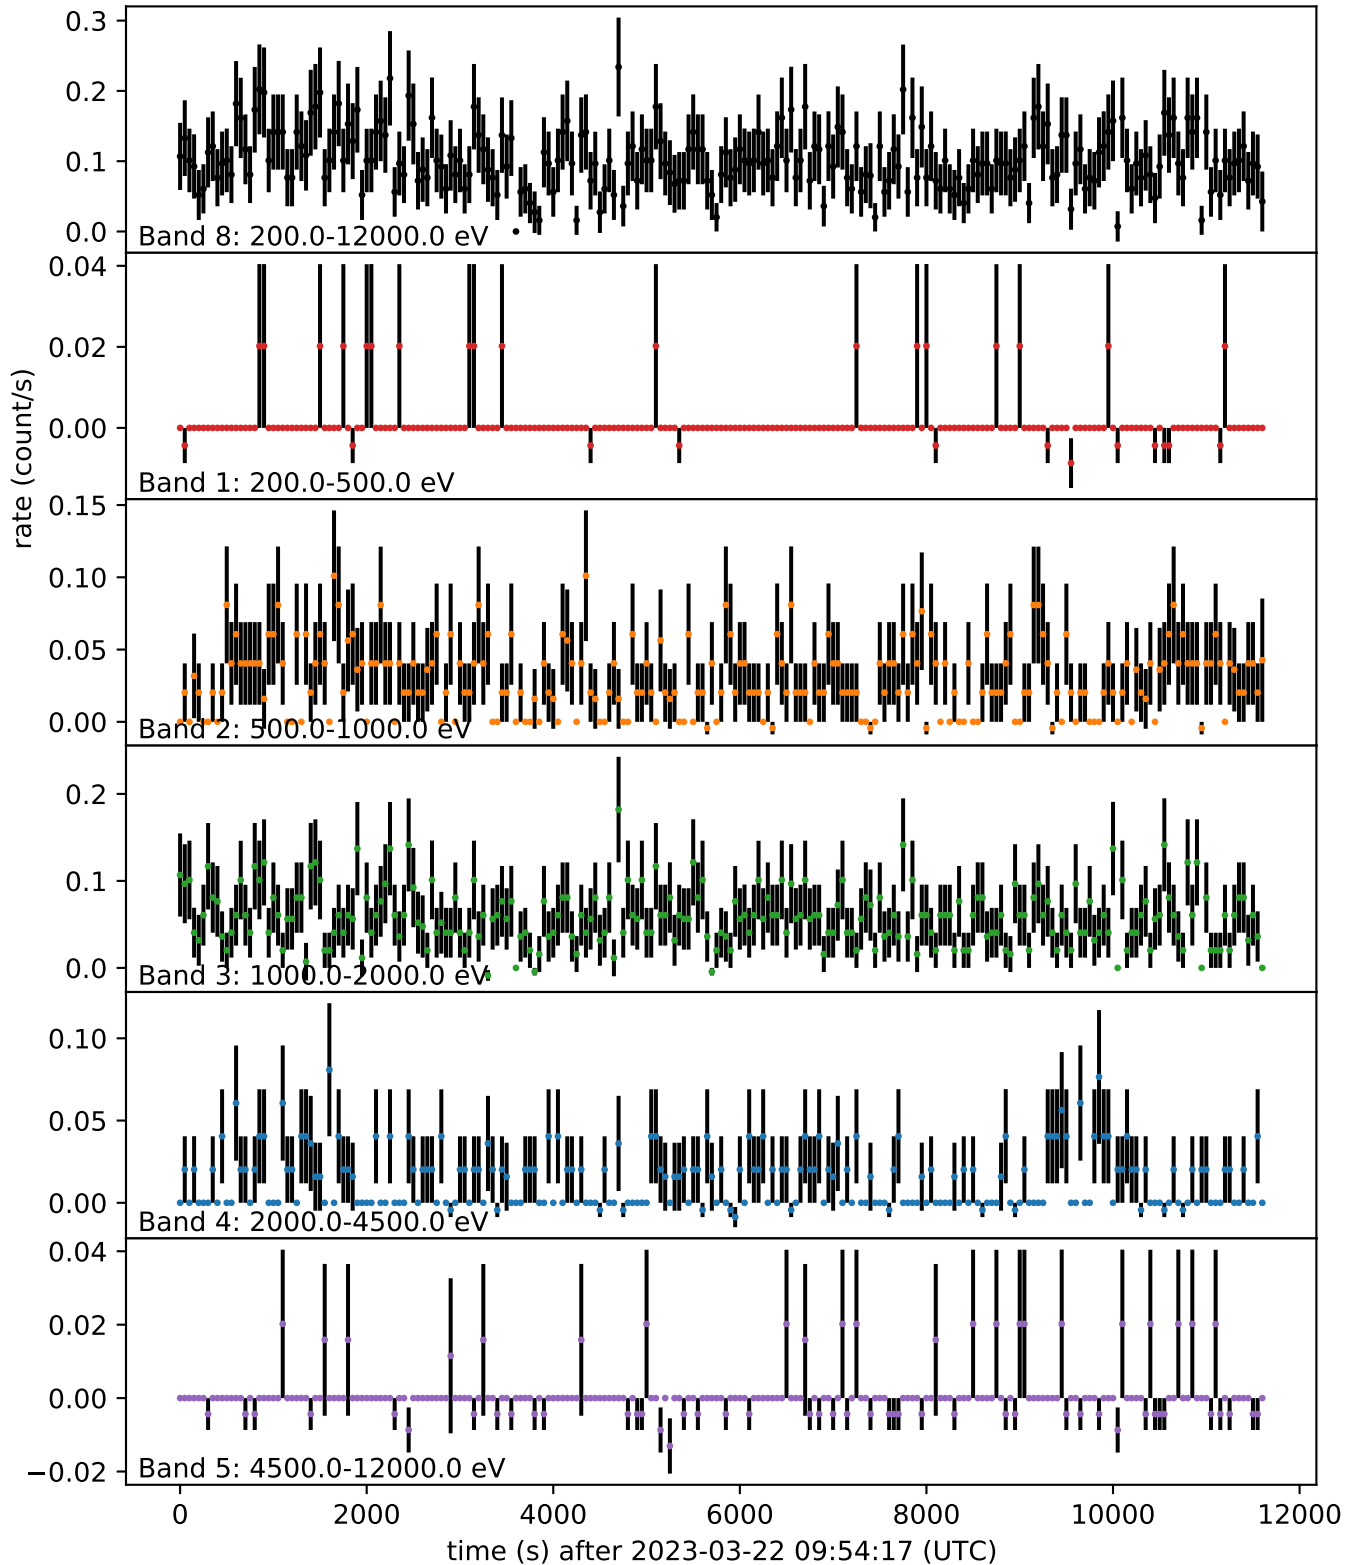 rate (count/s)
0.3
0.2
0.1
0.0
Band 8: 200.0-12000.0 eV
0.04
0.02
0.00
Band 1: 200.0-500.0 eV
0.15
0.10
0.05
0.00
Band 2: 500.0-1000.0 eV
0.2
0.1
0.0
Band 3: 1000.0-2000.0 eV
0.10
0.05
0.00
Band 4: 2000.0-4500.0 eV
0.04
0.02
0.00
−0.02
Band 5: 4500.0-12000.0 eV
0 2000 4000 6000 8000 10000 12000
time (s) after 2023-03-22 09:54:17 (UTC)